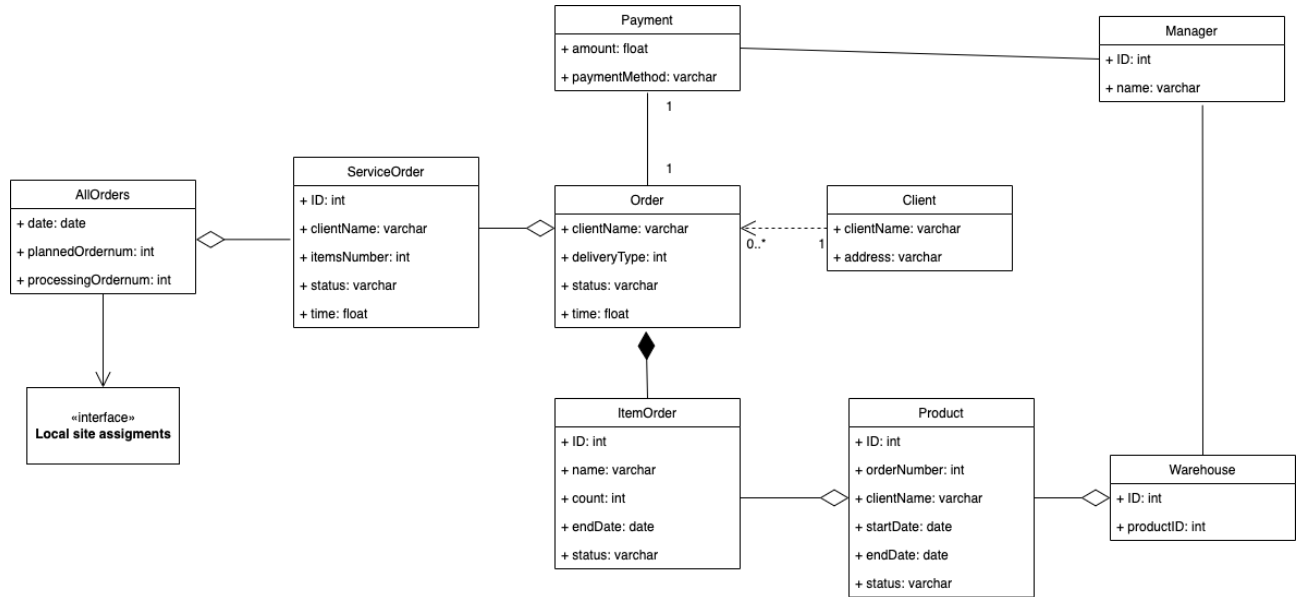 Payment
+ amount: float
+ paymentMethod: varchar
Manager
+ ID: int
+ name: varchar
1
1
AllOrders
+ date: date
+ plannedOrdernum: int
+ processingOrdernum: int
ServiceOrder
+ ID: int
+ clientName: varchar
+ itemsNumber: int
+ status: varchar
+ time: float
Order
+ clientName: varchar
+ deliveryType: int
+ status: varchar
+ time: float
0..*
1
Client
+ clientName: varchar
+ address: varchar
«interface»
Local site assigments
ItemOrder
+ ID: int
+ name: varchar
+ count: int
+ endDate: date
+ status: varchar
Product
+ ID: int
+ orderNumber: int
+ clientName: varchar
+ startDate: date
+ endDate: date
+ status: varchar
Warehouse
+ ID: int
+ productID: int